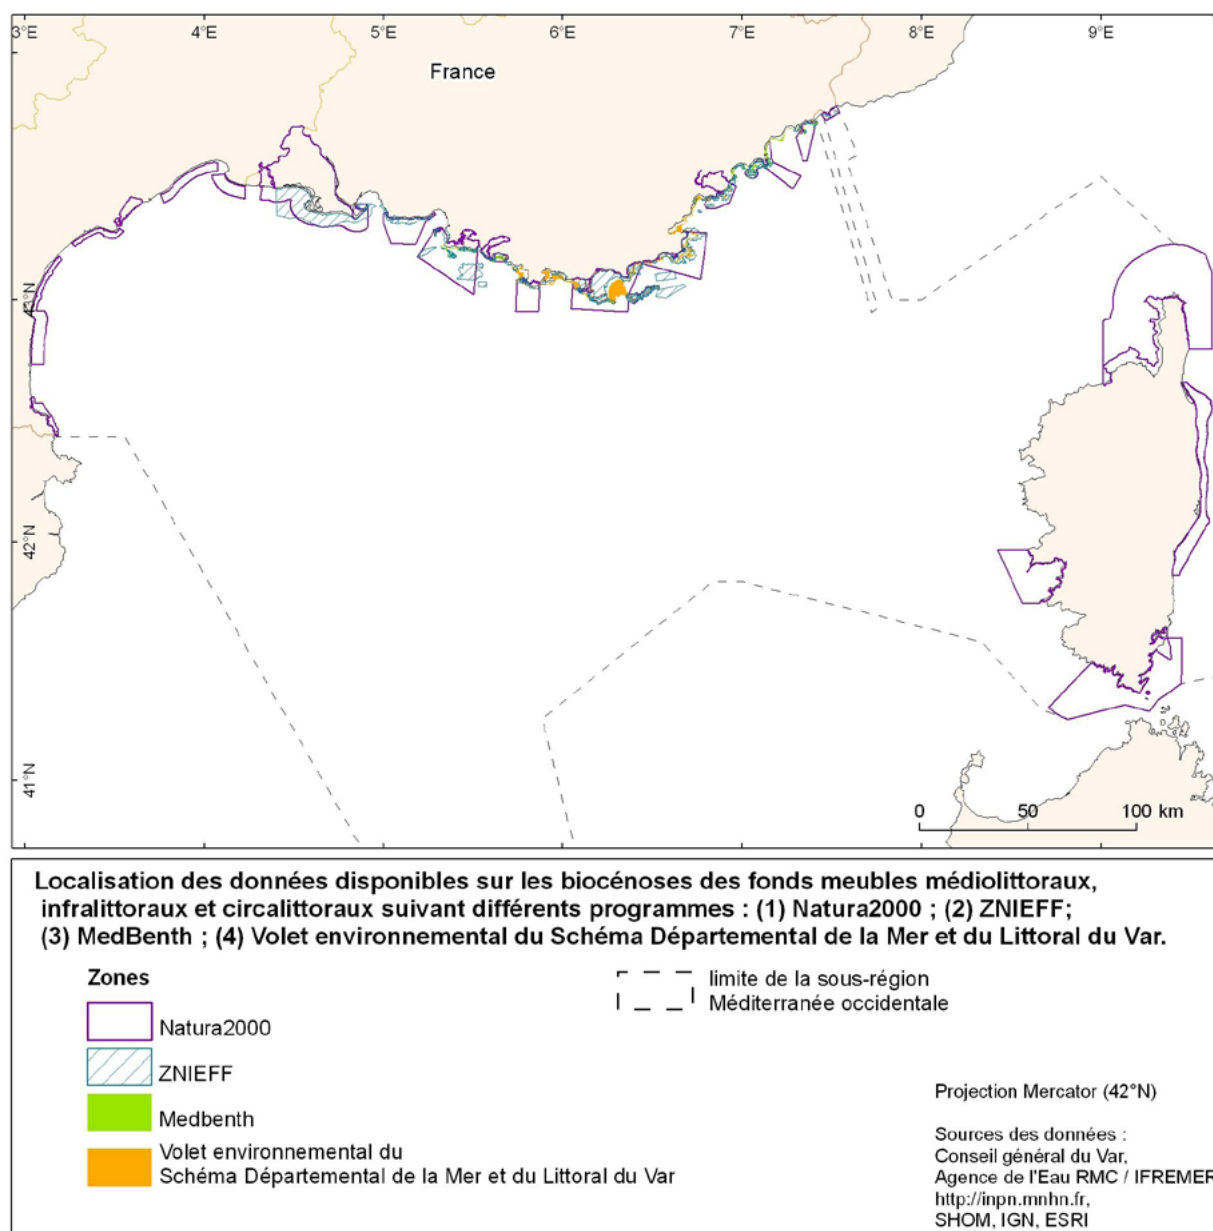 3°E 4°E 5°E 6°E 7°E 8°E 9°E
France
43°N
42°N
41°N
0 50 100 km
Localisation des données disponibles sur les biocénoses des fonds meubles médiolittoraux,
infralittoraux et circalittoraux suivant différents programmes : (1) Natura2000 ; (2) ZNIEFF;
(3) MedBenth ; (4) Volet environnemental du Schéma Départemental de la Mer et du Littoral du Var.
Zones
Natura2000
ZNIEFF
Medbenth
Volet environnemental du
Schéma Départemental de la Mer et du Littoral du Var
limite de la sous-région
Méditerranée occidentale
Projection Mercator (42°N)
Sources des données :
Conseil général du Var,
Agence de l'Eau RMC / IFREMER
http://inpn.mnhn.fr,
SHOM, IGN, ESRI